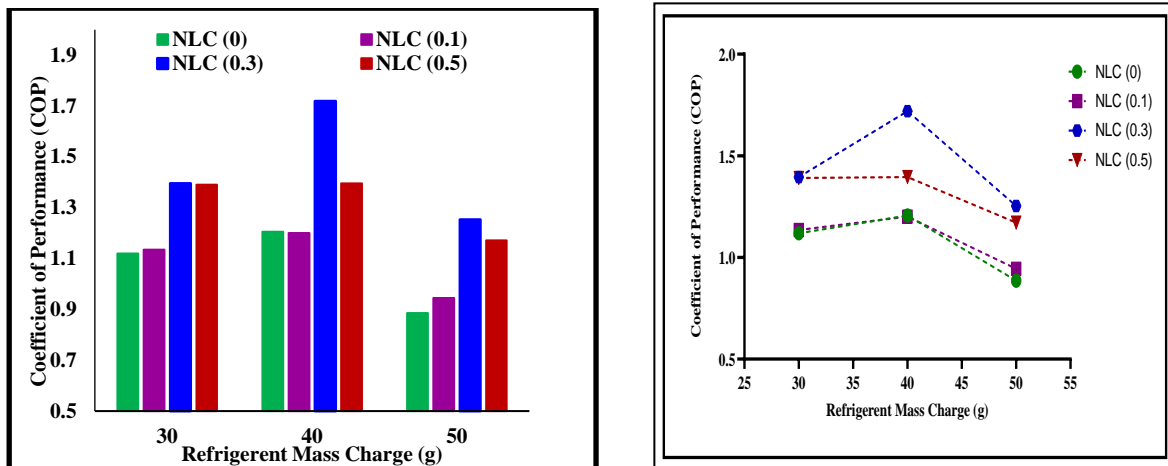 NLC (0) NLC (0.1)
NLC (0.3) NLC (0.5)
Coefficient of Performance (COP)
1.9
1.7
1.5
1.3
1.1
0.9
0.7
0.5
30 40 50
Refrigerent Mass Charge (g)
Coefficient of Performance (COP)
2.0
1.5
1.0
0.5
25 30 35 40 45 50 55
Refrigerent Mass Charge (g)
NLC (0)
NLC (0.1)
NLC (0.3)
NLC (0.5)